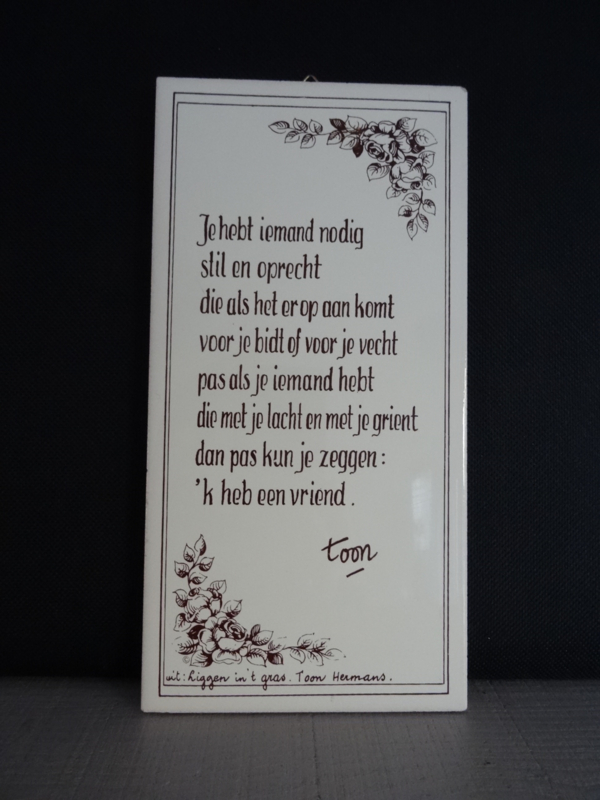 Je hebt iemand nodig
stil en oprecht
die als het erop aan komt
voor je bidt of voor je vecht
pas als je iemand hebt
die met je lacht en met je grient
dan pas kun je zeggen:
'k heb een vriend.
toon
uit: Liggen in 't gras. Toon Hermans.